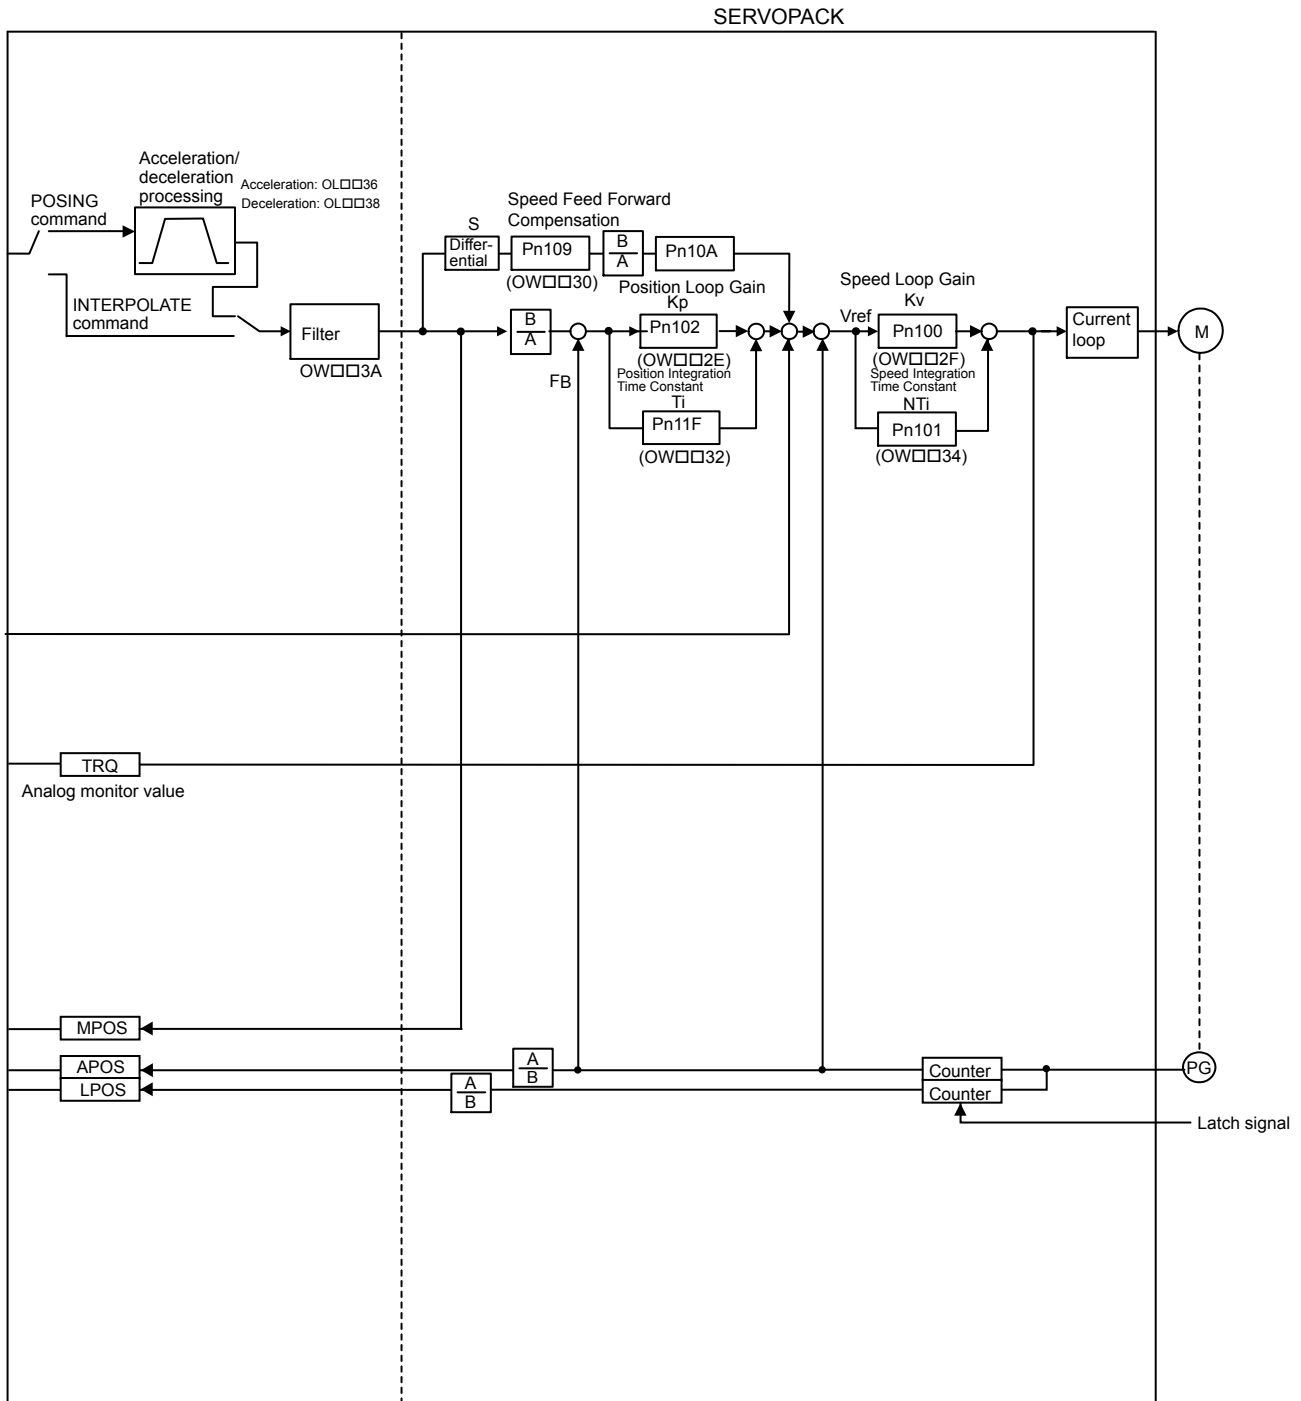 SERVOPACK
Acceleration/
deceleration
processing
Acceleration: OL□□36
Deceleration: OL□□38
POSING
command
INTERPOLATE
command
Filter
OW□□3A
S
Differ-
ential
Speed Feed Forward
Compensation
Pn109
(OW□□30)
B
A
Pn10A
B
A
FB
Position Loop Gain
Kp
Pn102
(OW□□2E)
Position Integration
Time Constant
Ti
Pn11F
(OW□□32)
Vref
Speed Loop Gain
Kv
Pn100
(OW□□2F)
Speed Integration
Time Constant
NTi
Pn101
(OW□□34)
Current
loop
M
TRQ
Analog monitor value
MPOS
APOS
LPOS
A
B
A
B
Counter
Counter
PG
Latch signal